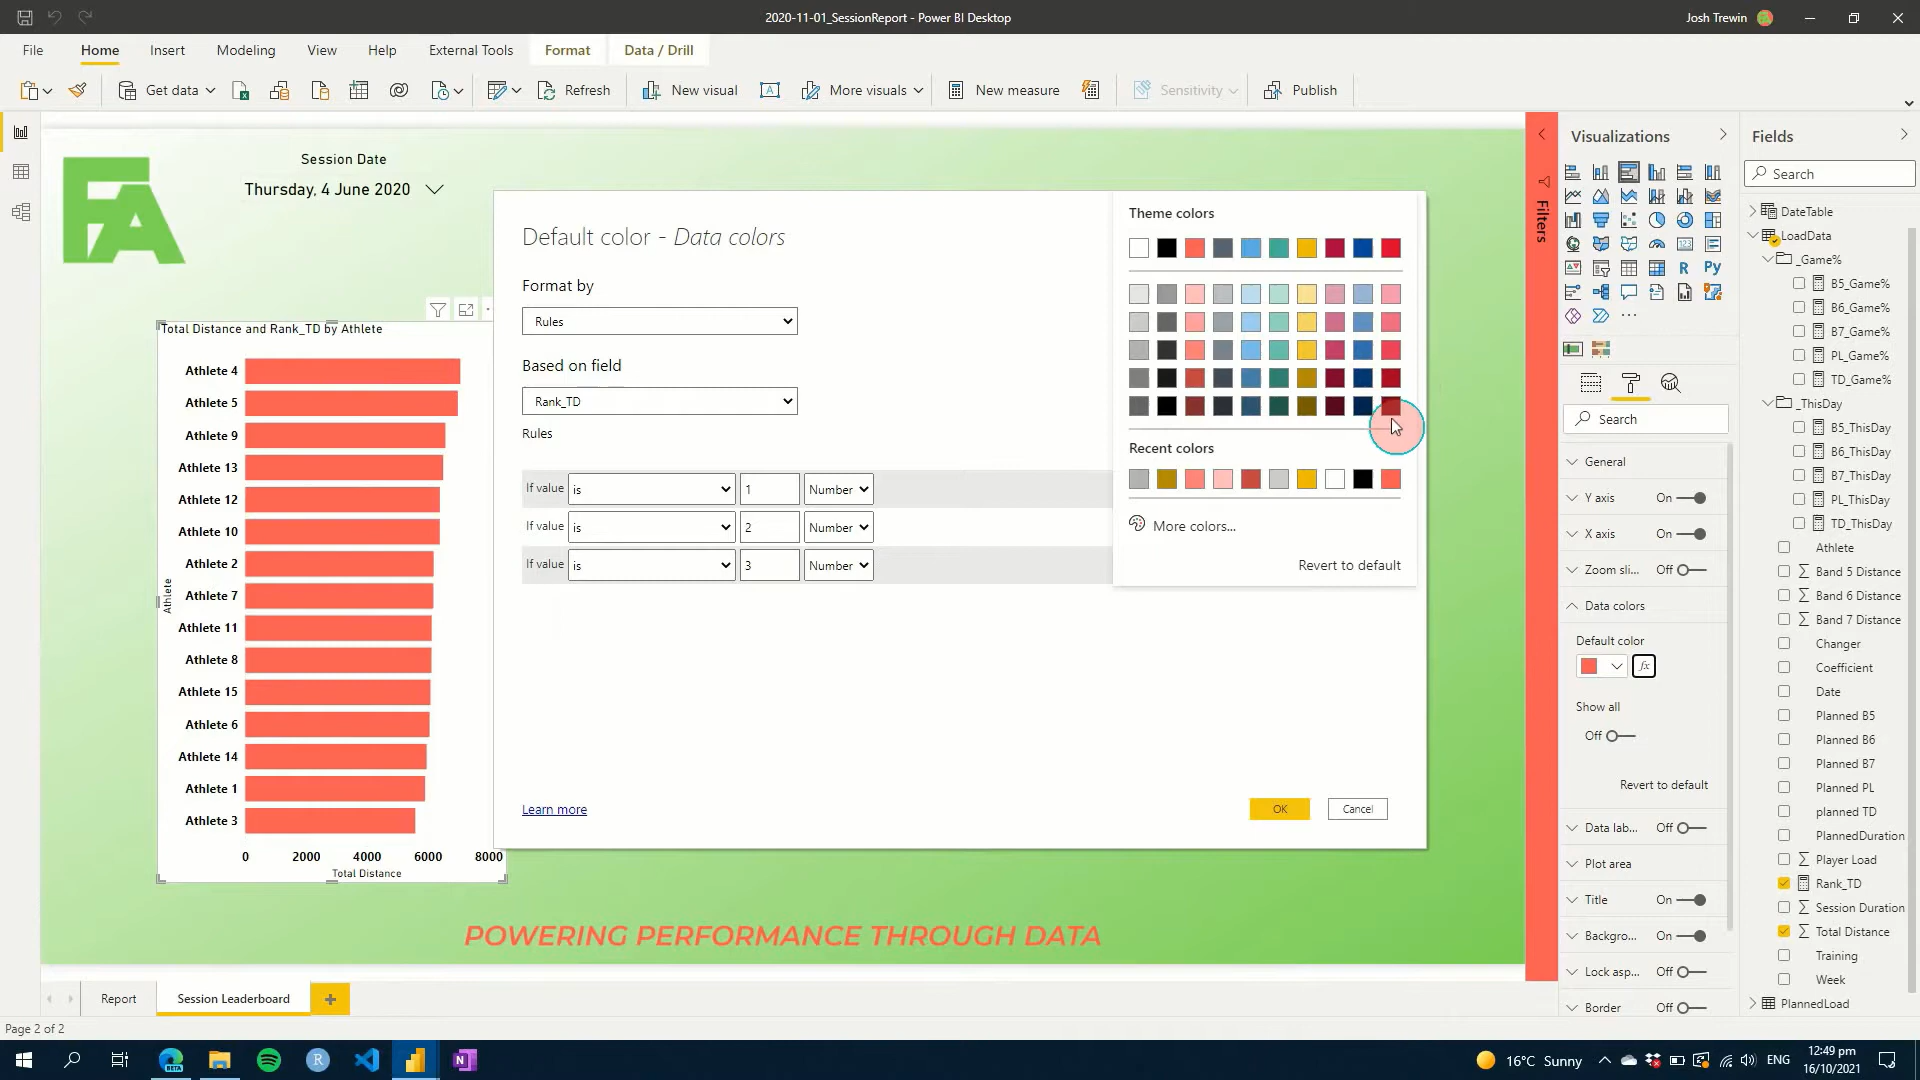 2020-11-01_SessionReport - Power BI Desktop
Josh Trewin
File
Home
Insert
Modeling
View
Help
External Tools
Format
Data / Drill
Get data
Refresh
New visual
More visuals
New measure
Sensitivity
Publish
FA
Session Date
Thursday, 4 June 2020
Total Distance and Rank_TD by Athlete
Athlete
Athlete 4
Athlete 5
Athlete 9
Athlete 13
Athlete 12
Athlete 10
Athlete 2
Athlete 7
Athlete 11
Athlete 8
Athlete 15
Athlete 6
Athlete 14
Athlete 1
Athlete 3
0 2000 4000 6000 8000
Total Distance
Default color - Data colors
Format by
Rules
Based on field
Rank_TD
Rules
If value is 1 Number
If value is 2 Number
If value is 3 Number
Learn more
OK
Cancel
Theme colors
Recent colors
More colors...
Revert to default
POWERING PERFORMANCE THROUGH DATA
Filters
Visualizations
R
Py
Search
General
Y axis On
X axis On
Zoom sli... Off
Data colors
Default color
fx
Show all
Off
Revert to default
Data lab... Off
Plot area
Title On
Backgro... On
Lock asp... Off
Border Off
Fields
Search
DateTable
LoadData
_Game%
B5_Game%
B6_Game%
B7_Game%
PL_Game%
TD_Game%
_ThisDay
B5_ThisDay
B6_ThisDay
B7_ThisDay
PL_ThisDay
TD_ThisDay
Athlete
Band 5 Distance
Band 6 Distance
Band 7 Distance
Changer
Coefficient
Date
Planned B5
Planned B6
Planned B7
Planned PL
planned TD
PlannedDuration
Player Load
Rank_TD
Session Duration
Total Distance
Training
Week
PlannedLoad
Report
Session Leaderboard
Page 2 of 2
16°C Sunny
ENG
12:49 pm
16/10/2021